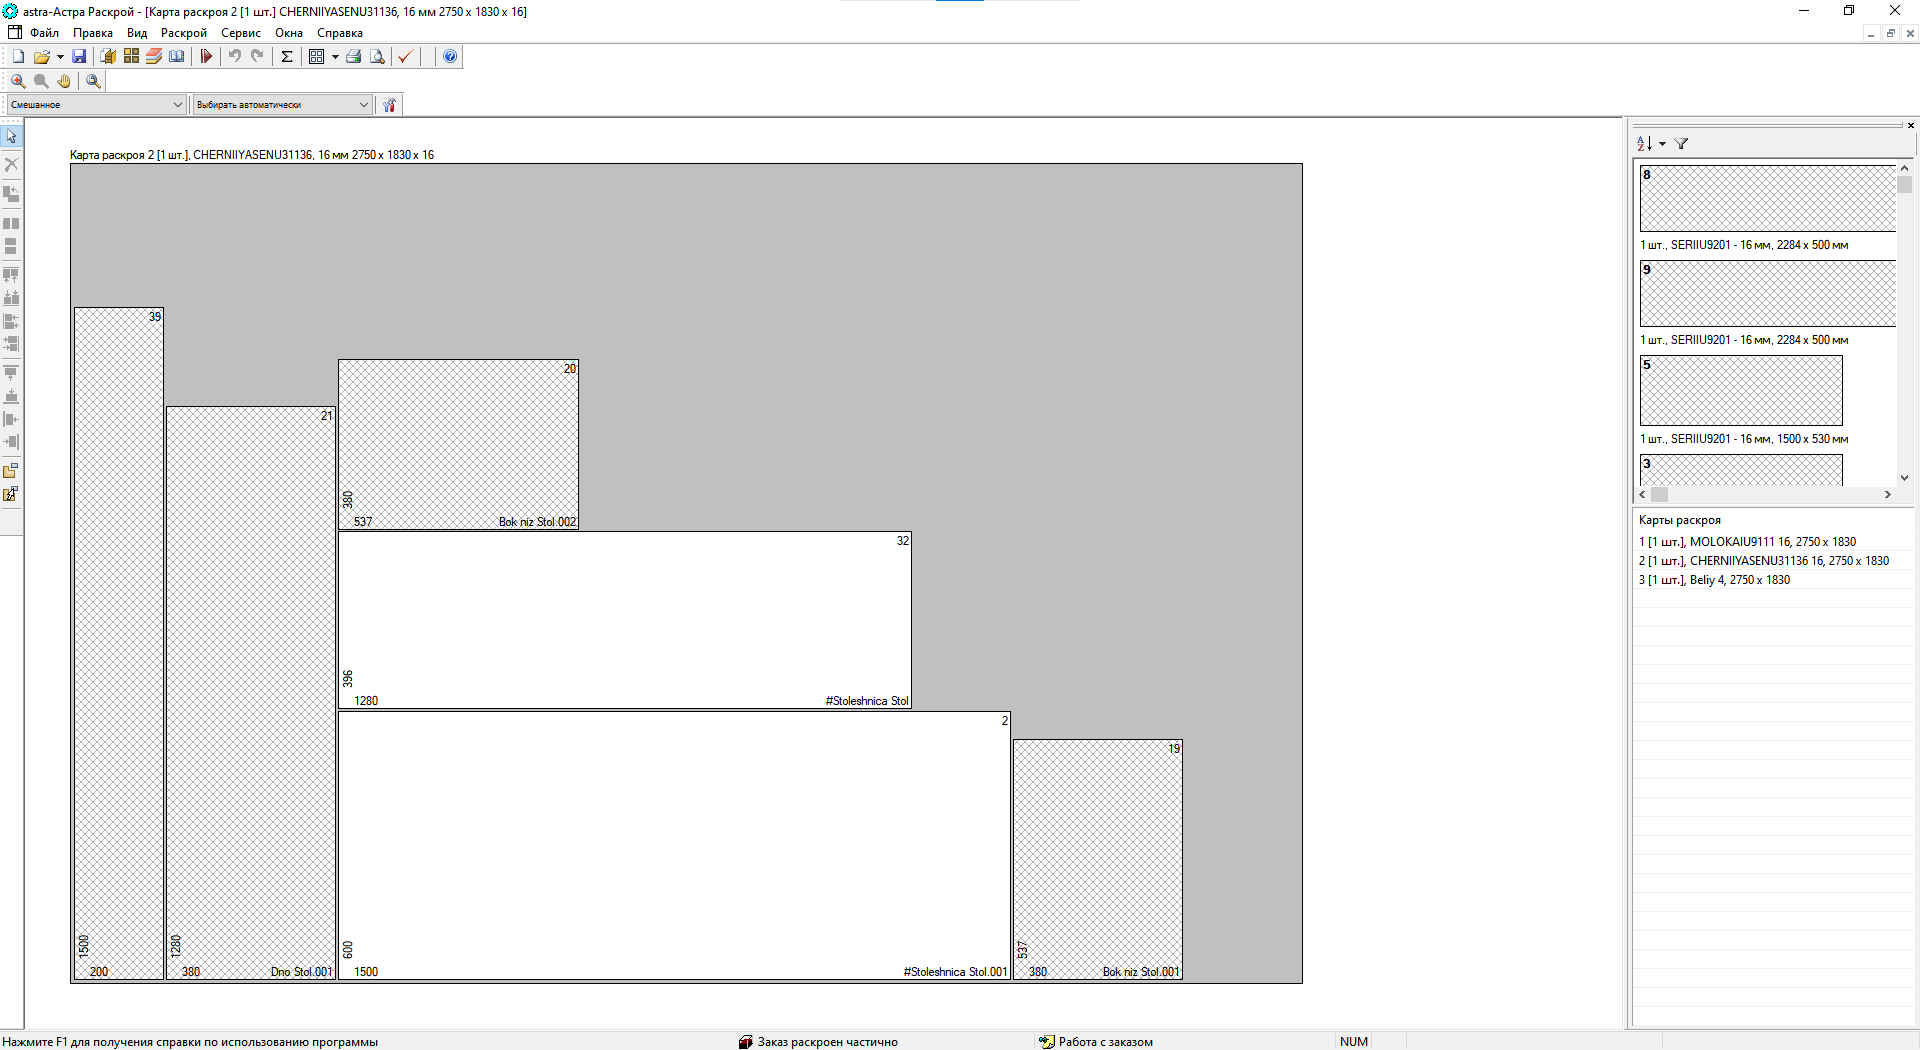 astra-Астра Раскрой - [Карта раскроя 2 [1 шт.] CHERNIIYASENU31136, 16 мм 2750 x 1830 x 16]
Файл Правка Вид Раскрой Сервис Окна Справка
Смешанное Выбирать автоматически
Карта раскроя 2 [1 шт.], CHERNIIYASENU31136, 16 мм 2750 x 1830 x 16
39
1500
200
21
1280
380 Dno Stol.001
20
380
537 Bok niz Stol.002
32
396
1280 #Stoleshnica Stol
2
600
1500 #Stoleshnica Stol.001
19
537
380 Bok niz Stol.001
8
1 шт., SERIIU9201 - 16 мм, 2284 x 500 мм
9
1 шт., SERIIU9201 - 16 мм, 2284 x 500 мм
5
1 шт., SERIIU9201 - 16 мм, 1500 x 530 мм
3
Карты раскроя
1 [1 шт.], MOLOKAIU9111 16, 2750 x 1830
2 [1 шт.], CHERNIIYASENU31136 16, 2750 x 1830
3 [1 шт.], Beliy 4, 2750 x 1830
Нажмите F1 для получения справки по использованию программы Заказ раскроен частично Работа с заказом NUM